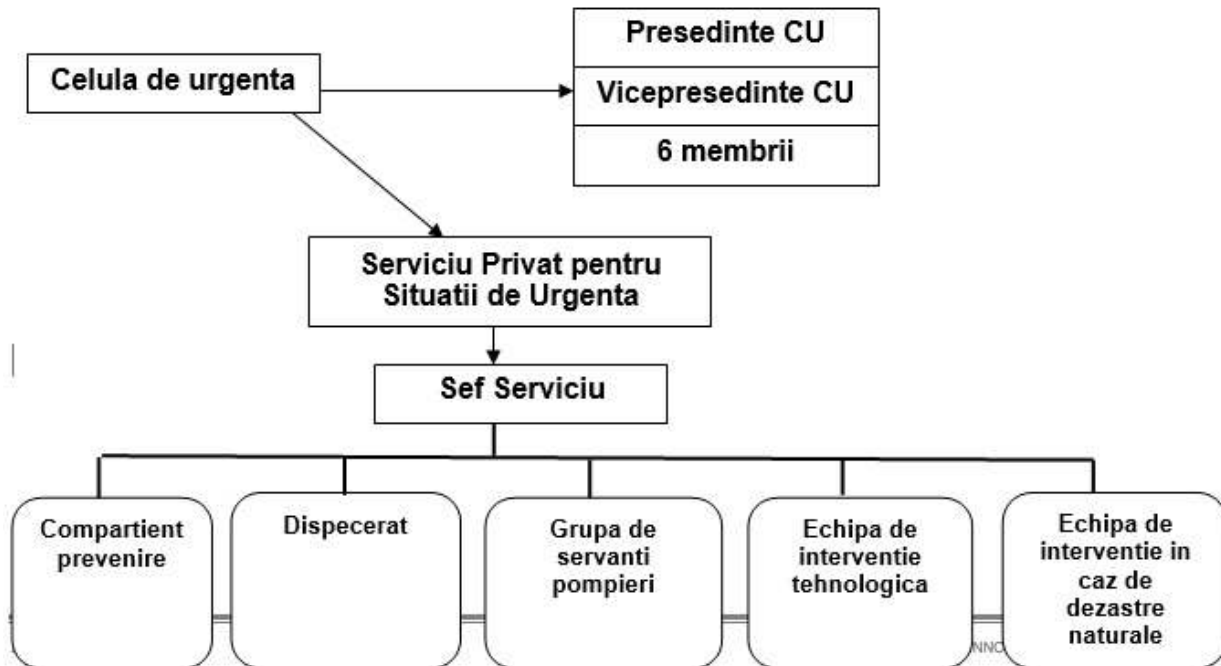 Presedinte CU
Celula de urgenta
Vicepresedinte CU
6 membrii
Serviciu Privat pentru
Situatii de Urgenta
Sef Serviciu
Compartient
prevenire
Dispecerat
Grupa de
servanti
pompieri
Echipa de
interventie
tehnologica
Echipa de
interventie in
caz de
dezastre
naturale